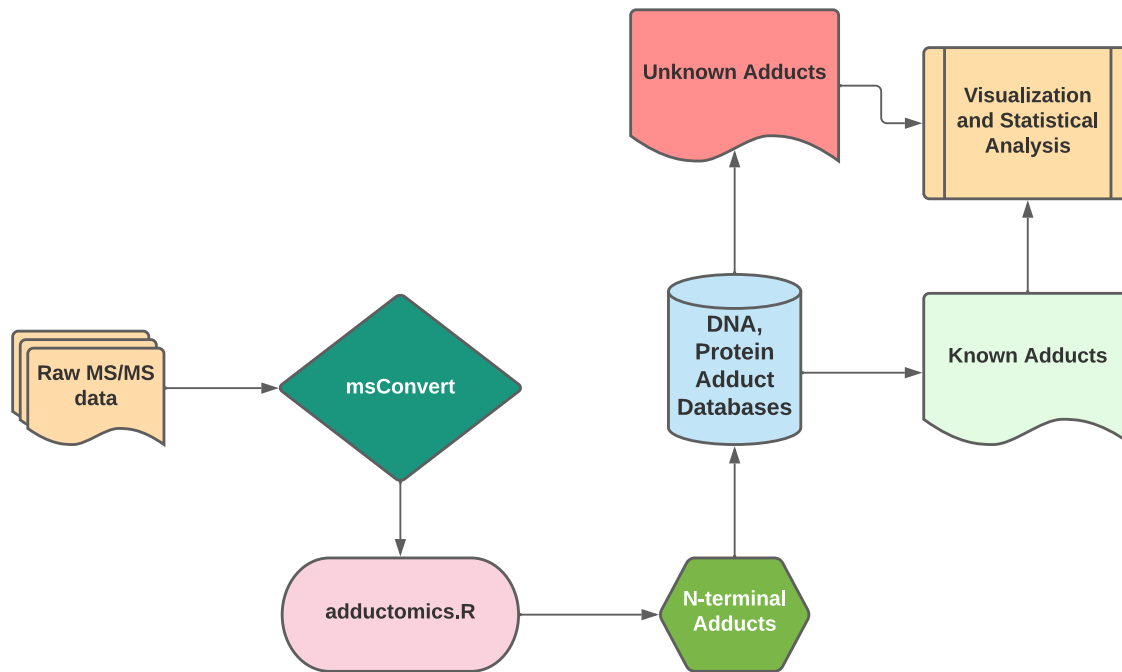 Unknown Adducts
Visualization
and Statistical
Analysis
Raw MS/MS
data
msConvert
DNA,
Protein
Adduct
Databases
Known Adducts
adductomics.R
N-terminal
Adducts